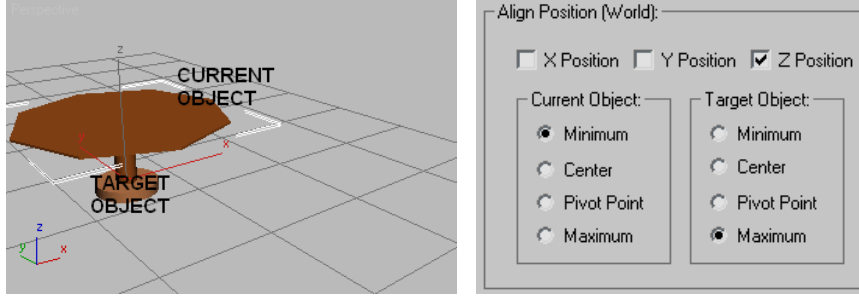 Perspective
z
CURRENT
OBJECT
x
TARGET
OBJECT
z
y
x
Align Position (World):
X Position
Y Position
Z Position
Current Object:
Target Object:
Minimum
Minimum
Center
Center
Pivot Point
Pivot Point
Maximum
Maximum